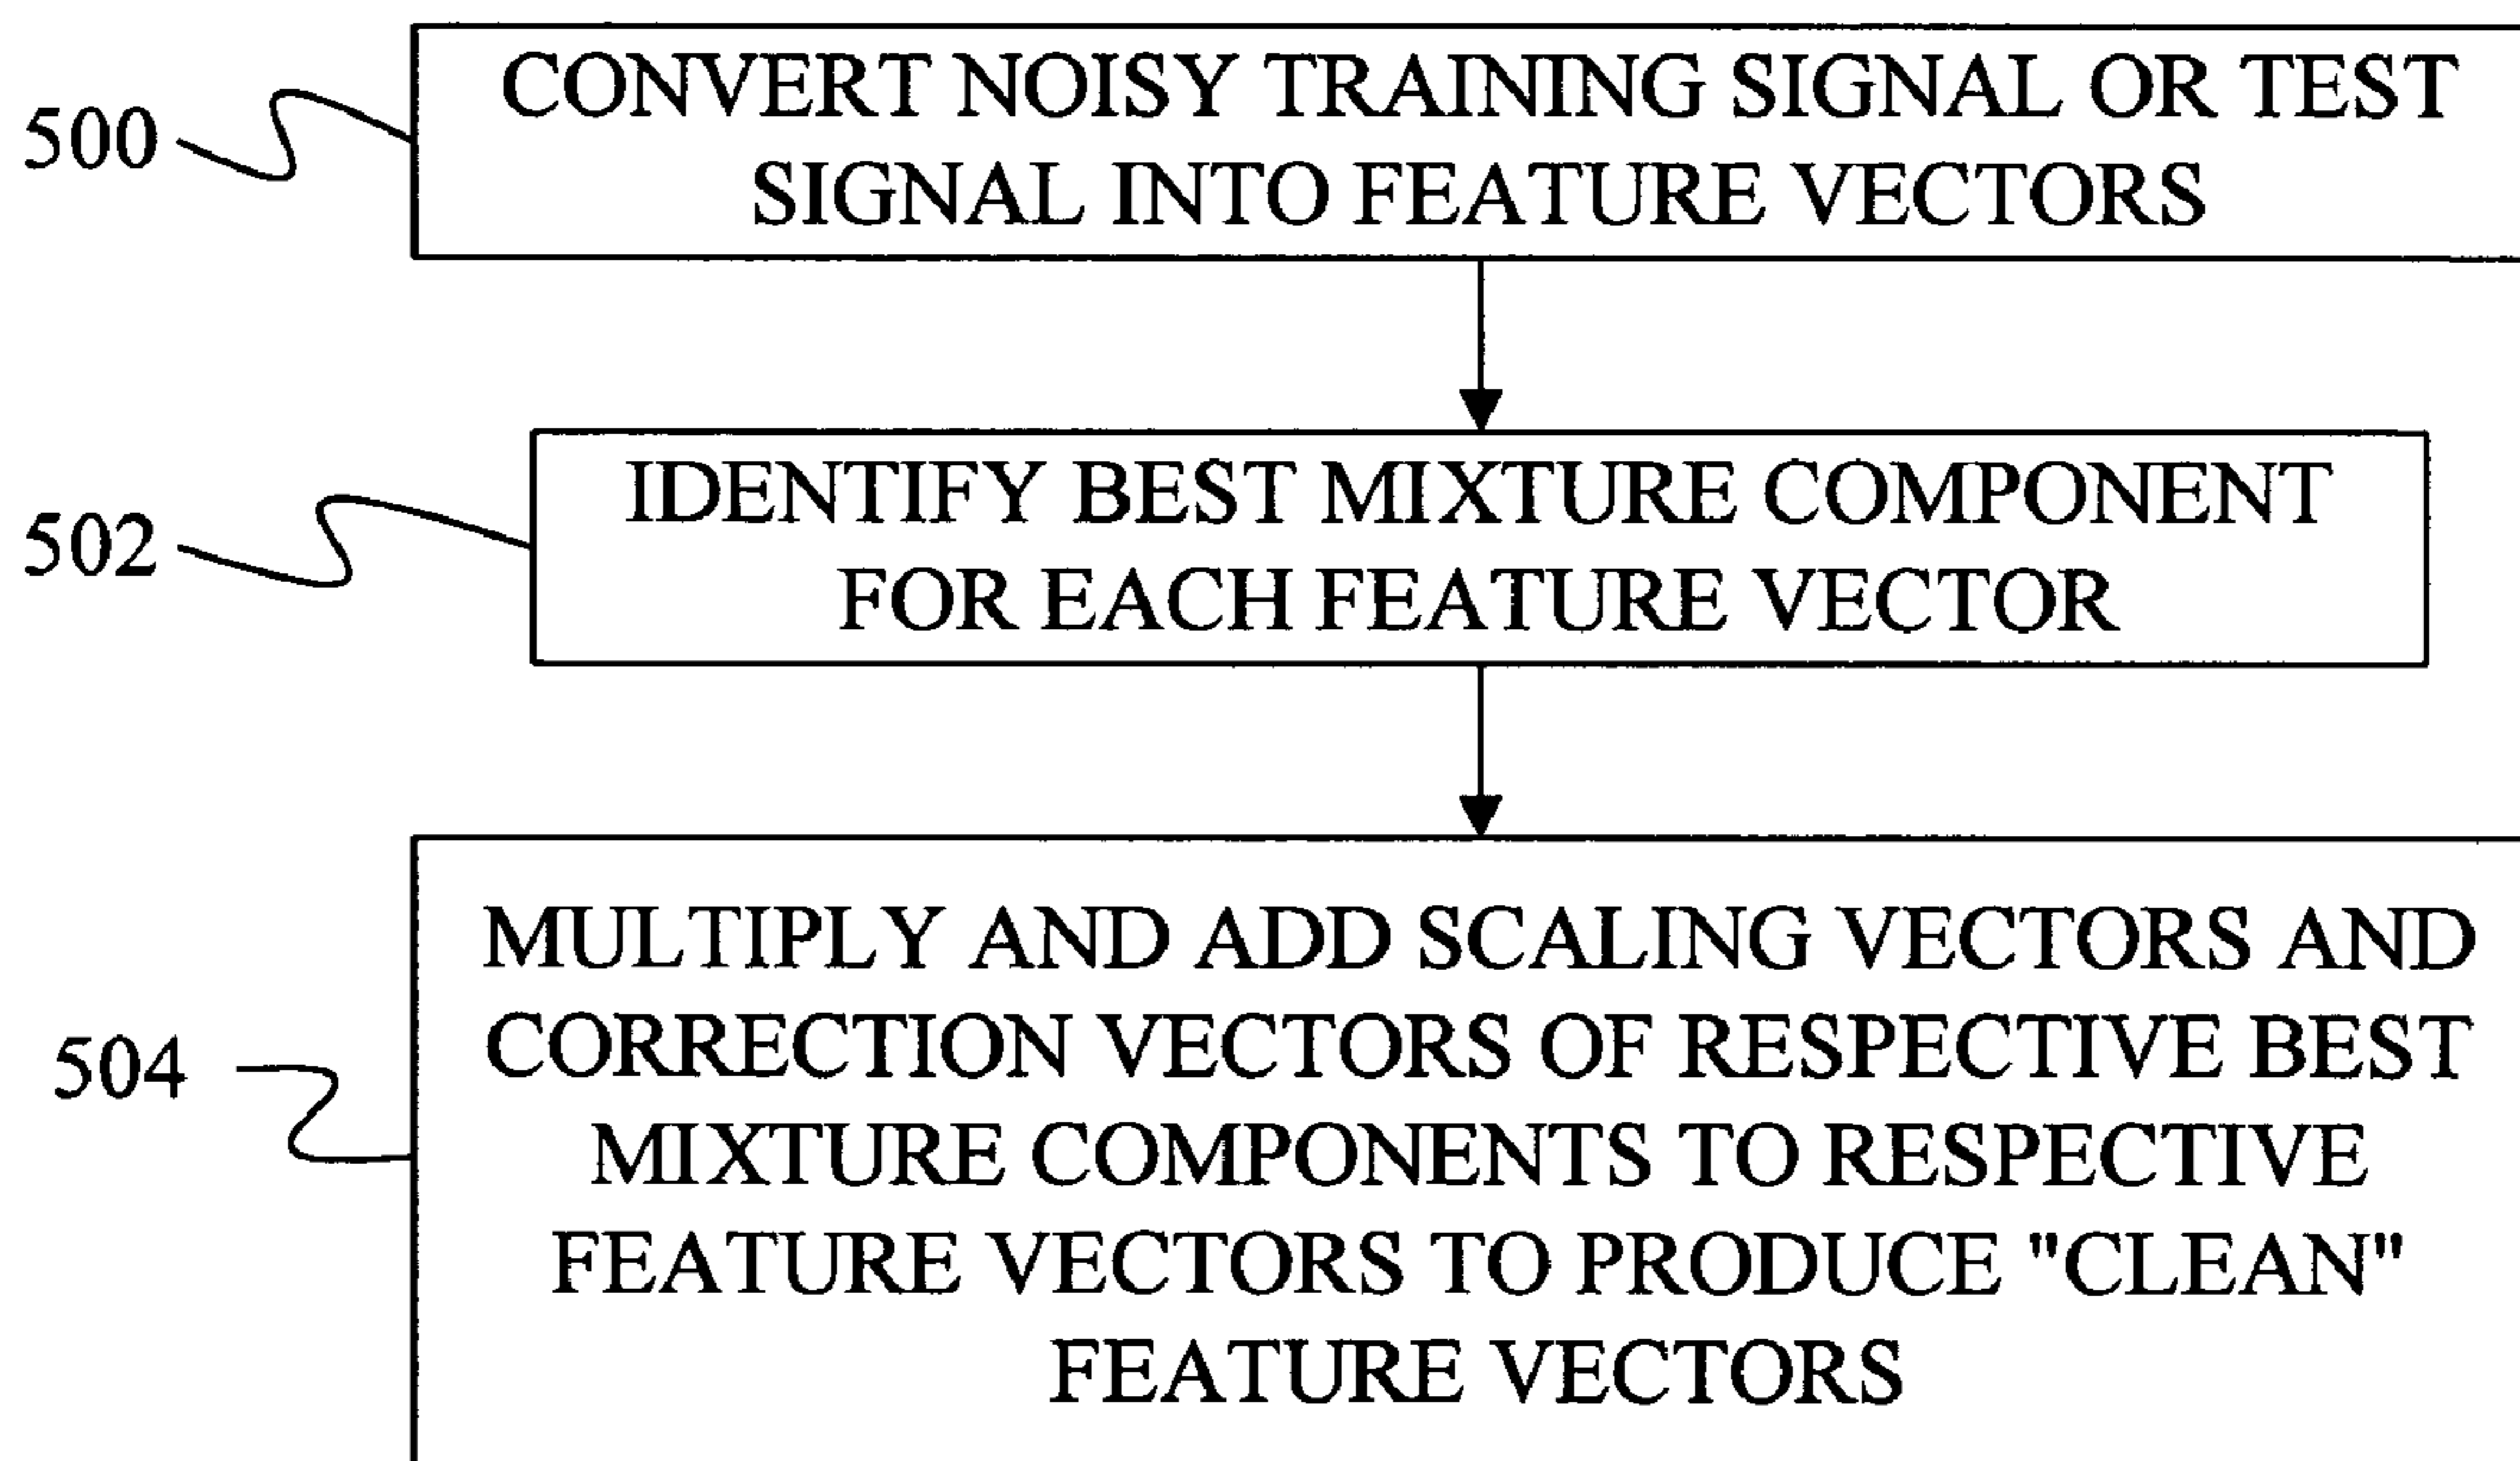 500
CONVERT NOISY TRAINING SIGNAL OR TEST
SIGNAL INTO FEATURE VECTORS
502
IDENTIFY BEST MIXTURE COMPONENT
FOR EACH FEATURE VECTOR
504
MULTIPLY AND ADD SCALING VECTORS AND
CORRECTION VECTORS OF RESPECTIVE BEST
MIXTURE COMPONENTS TO RESPECTIVE
FEATURE VECTORS TO PRODUCE "CLEAN"
FEATURE VECTORS